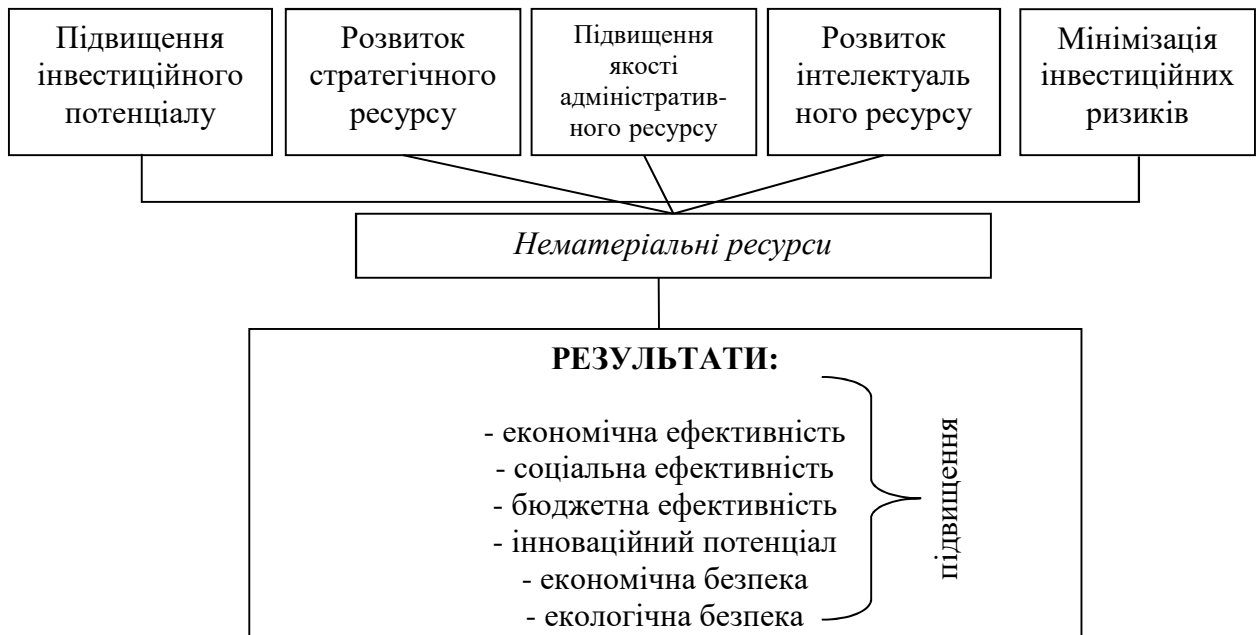 Підвищення
інвестиційного
потенціалу
Розвиток
стратегічного
ресурсу
Підвищення
якості
адміністратив-
ного ресурсу
Розвиток
інтелектуаль
ного ресурсу
Мінімізація
інвестиційних
ризиків
Нематеріальні ресурси
РЕЗУЛЬТАТИ:
- економічна ефективність
- соціальна ефективність
- бюджетна ефективність
- інноваційний потенціал
- економічна безпека
- екологічна безпека
підвищення